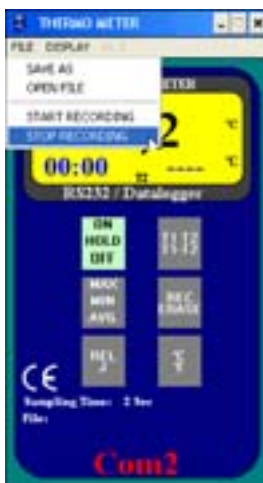 THERMO METER
FILE DISPLAY
SAVE AS
OPEN FILE
START RECORDING
STOP RECORDING
METER
2
°C
00:00
----
°C
RS232 / Datalogger
ON
HOLD
OFF
MAX
MIN
AVG
REC
ERASE
REL
CE
Sampling Time: 2 Sec
File:
Com2